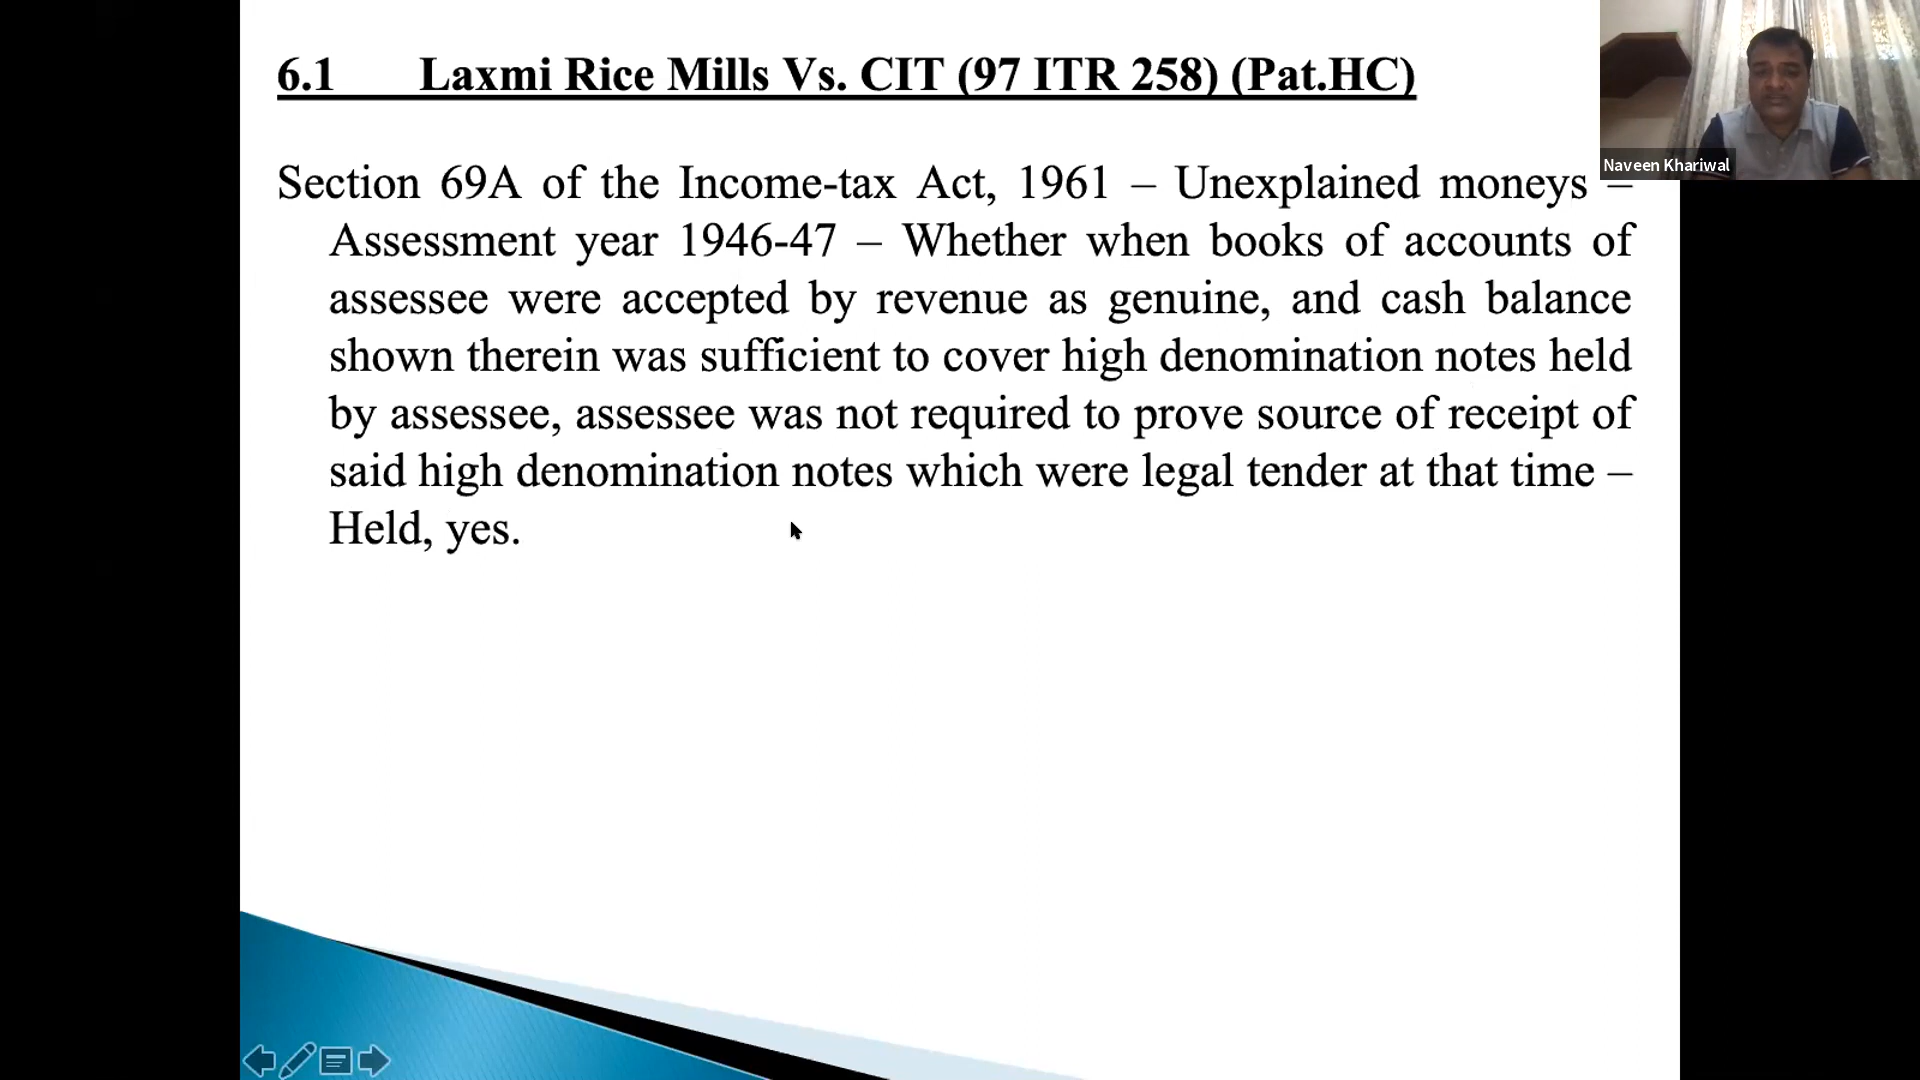 6.1 Laxmi Rice Mills Vs. CIT (97 ITR 258) (Pat.HC)
Naveen Khariwal
Section 69A of the Income-tax Act, 1961 – Unexplained moneys –
Assessment year 1946-47 – Whether when books of accounts of
assessee were accepted by revenue as genuine, and cash balance
shown therein was sufficient to cover high denomination notes held
by assessee, assessee was not required to prove source of receipt of
said high denomination notes which were legal tender at that time –
Held, yes.